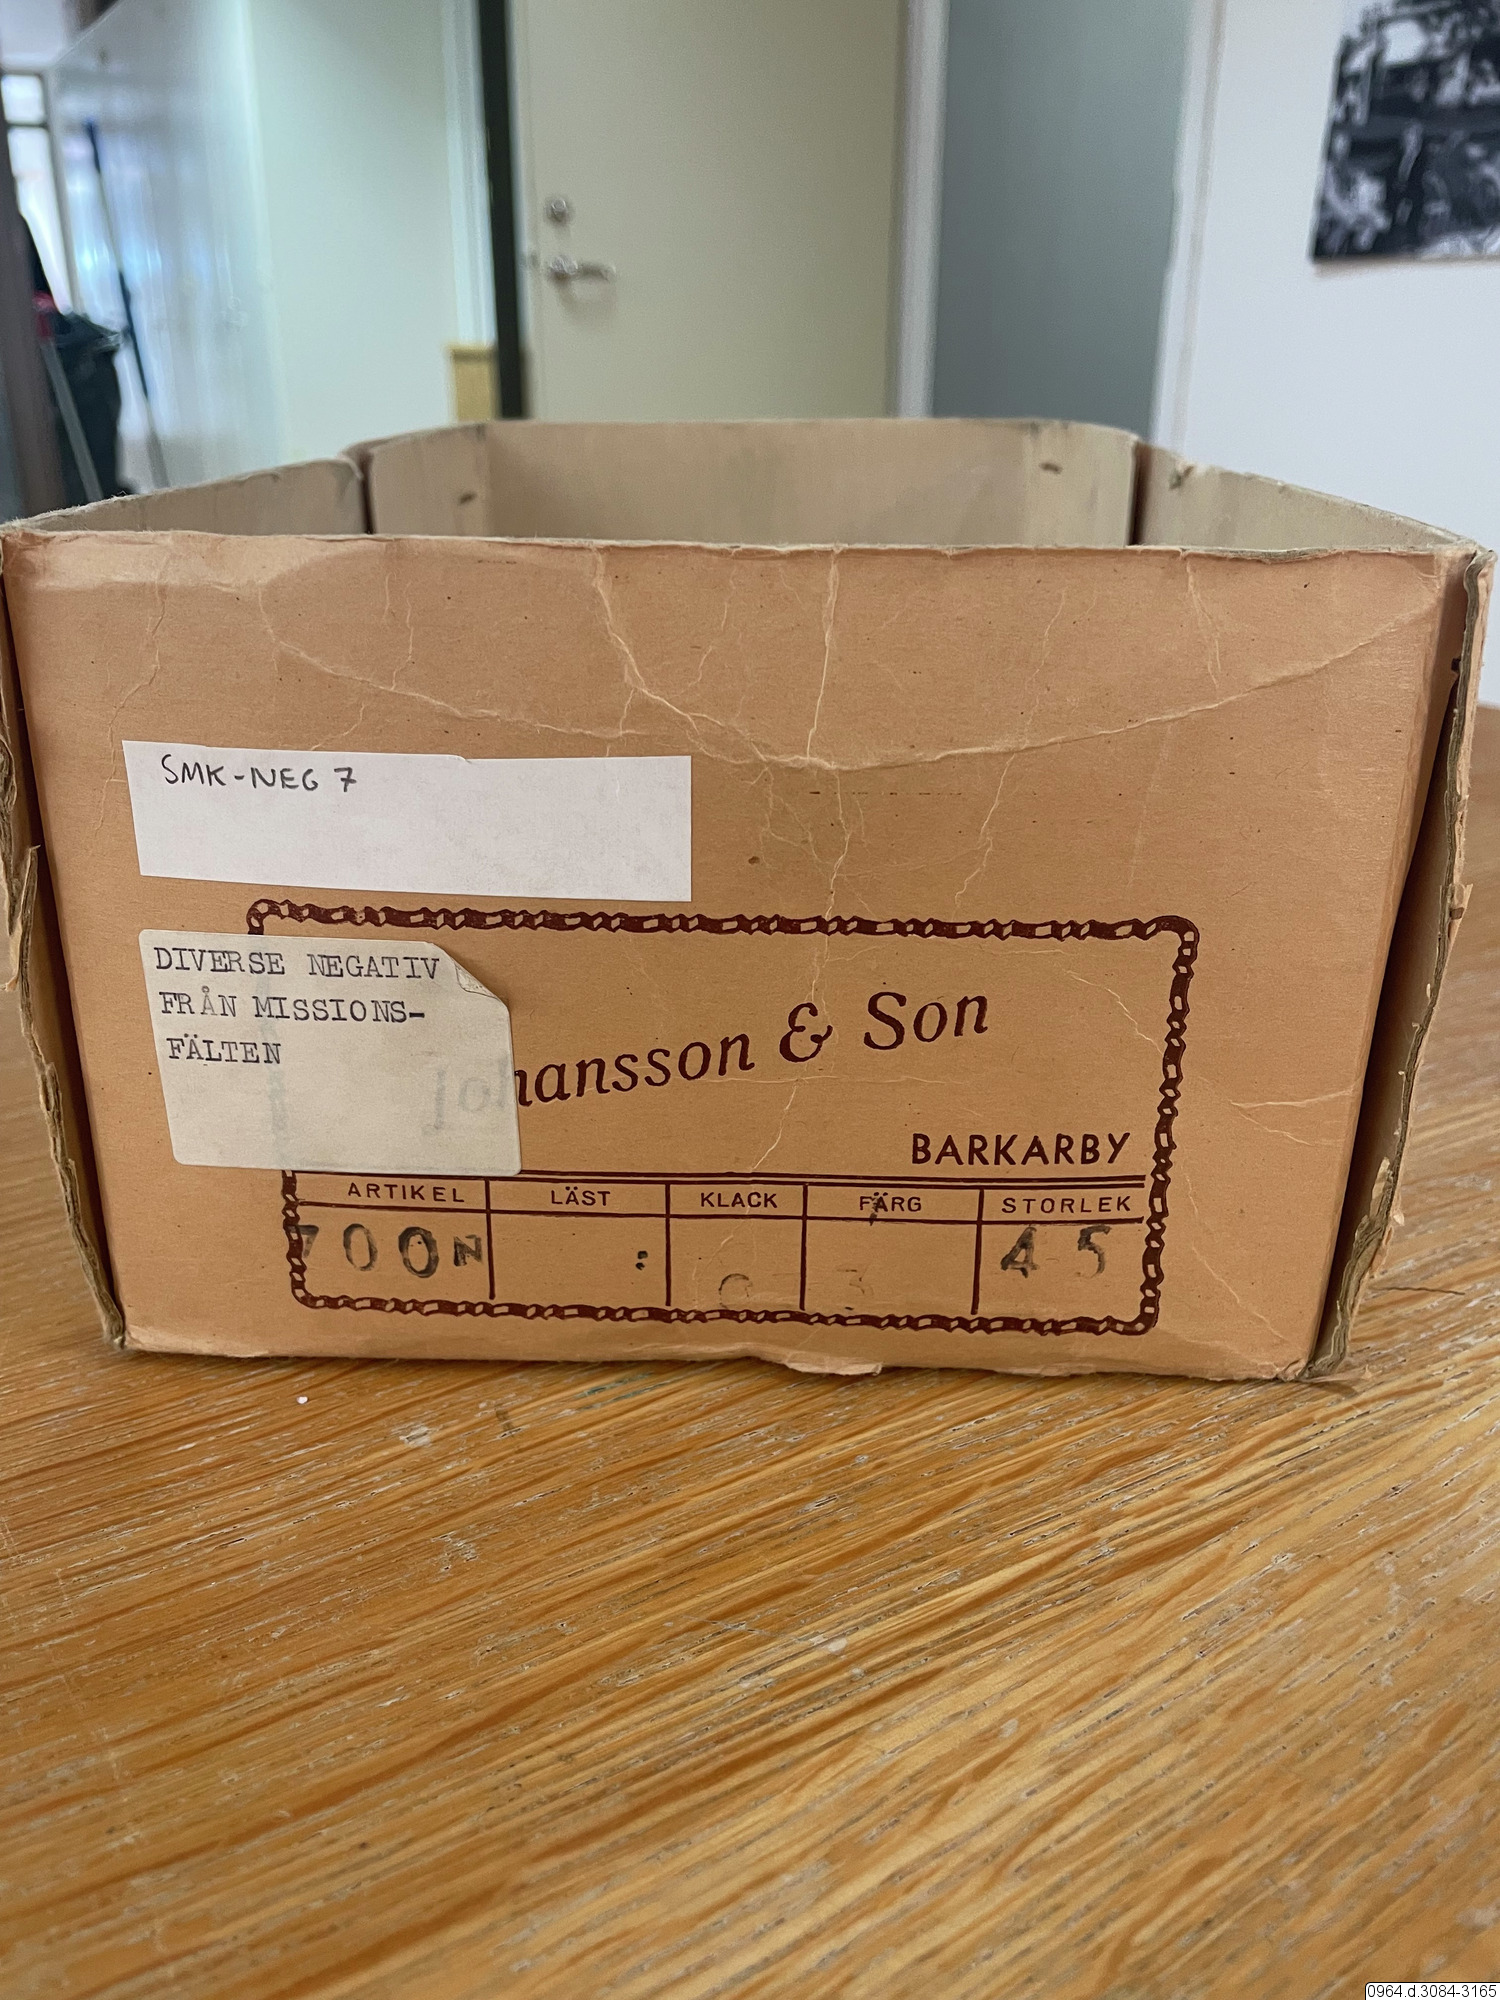 SMK-NEG 7
DIVERSE NEGATIV
FRÅN MISSIONS-
FÄLTEN
Johansson & Son
BARKARBY
ARTIKEL LÄST KLACK FÄRG STORLEK
700N : 45
0964.d.3084-3165